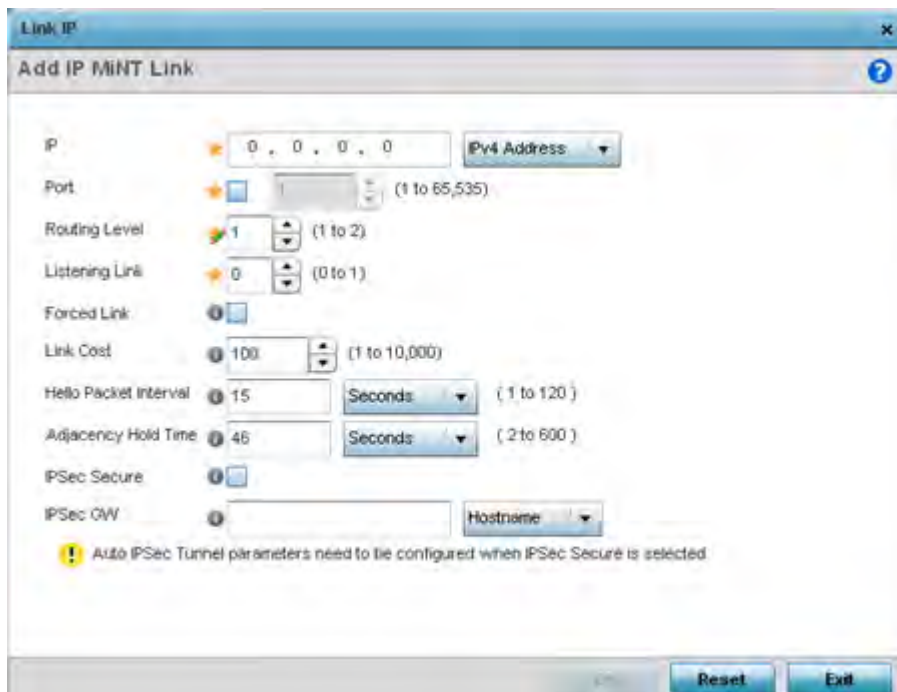 Link IP
Add IP MiNT Link
IP 0 . 0 . 0 . 0 IPv4 Address
Port 1 (1 to 65,535)
Routing Level 1 (1 to 2)
Listening Link 0 (0 to 1)
Forced Link
Link Cost 100 (1 to 10,000)
Hello Packet Interval 15 Seconds ( 1 to 120 )
Adjacency Hold Time 46 Seconds ( 2 to 600 )
IPSec Secure
IPSec GW Hostname
Auto IPSec Tunnel parameters need to be configured when IPSec Secure is selected
Reset Exit